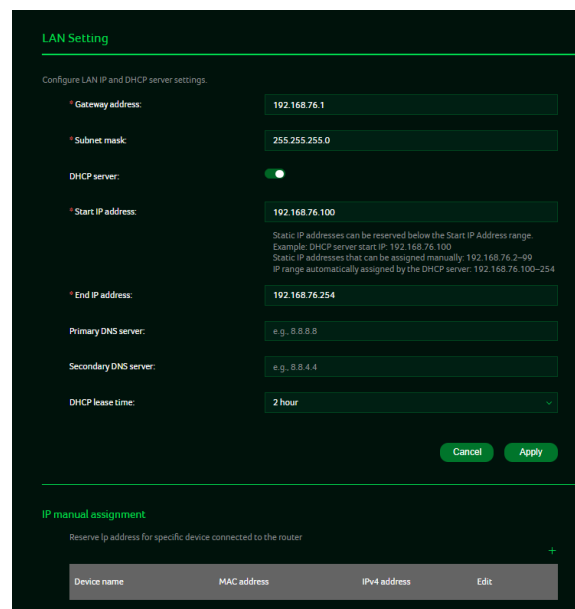 LAN Setting
Configure LAN IP and DHCP server settings.
* Gateway address:
192.168.76.1
* Subnet mask:
255.255.255.0
DHCP server:
* Start IP address:
192.168.76.100
Static IP addresses can be reserved below the Start IP Address range.
Example: DHCP server start IP: 192.168.76.100
Static IP addresses that can be assigned manually: 192.168.76.2–99
IP range automatically assigned by the DHCP server: 192.168.76.100–254
* End IP address:
192.168.76.254
Primary DNS server:
e.g., 8.8.8.8
Secondary DNS server:
e.g., 8.8.4.4
DHCP lease time:
2 hour
Cancel Apply
IP manual assignment
Reserve Ip address for specific device connected to the router
+
Device name MAC address IPv4 address Edit